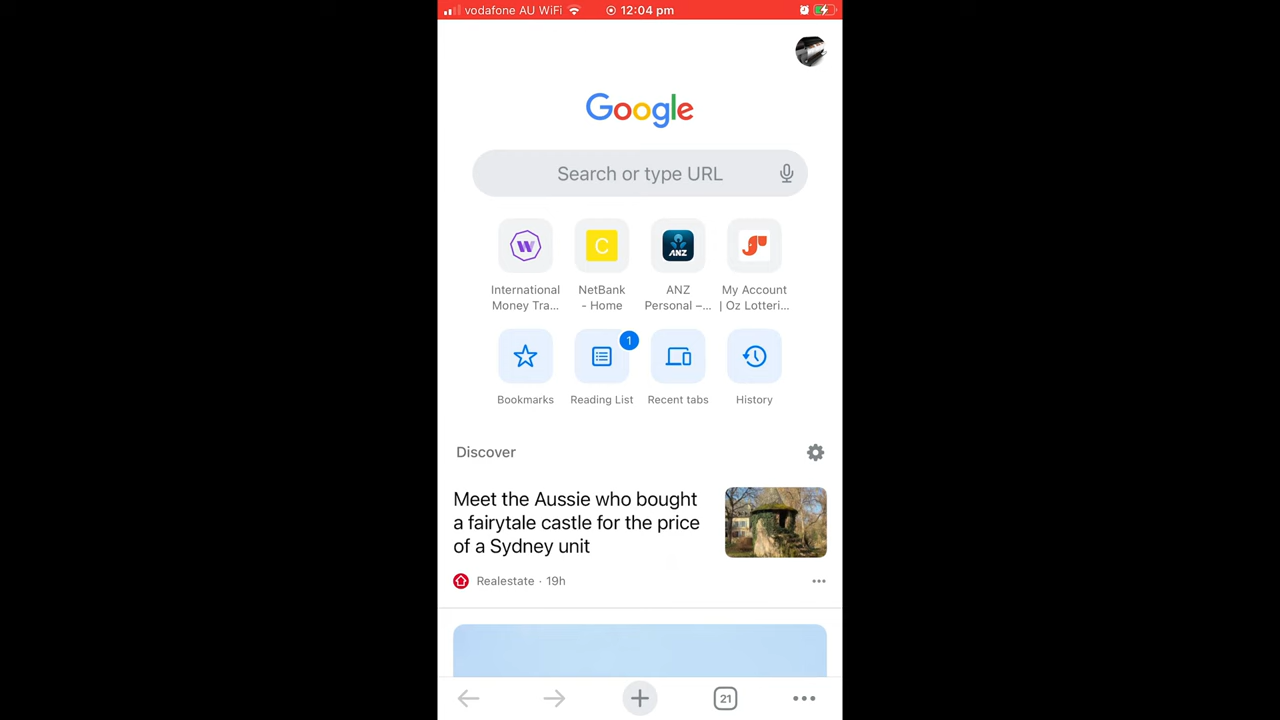 vodafone AU WiFi 12:04 pm
Google
Search or type URL
W C ANZ
International Money Tra...
NetBank - Home
ANZ Personal –...
My Account | Oz Lotteri...
1
Bookmarks Reading List Recent tabs History
Discover
Meet the Aussie who bought
a fairytale castle for the price
of a Sydney unit
Realestate · 19h
21